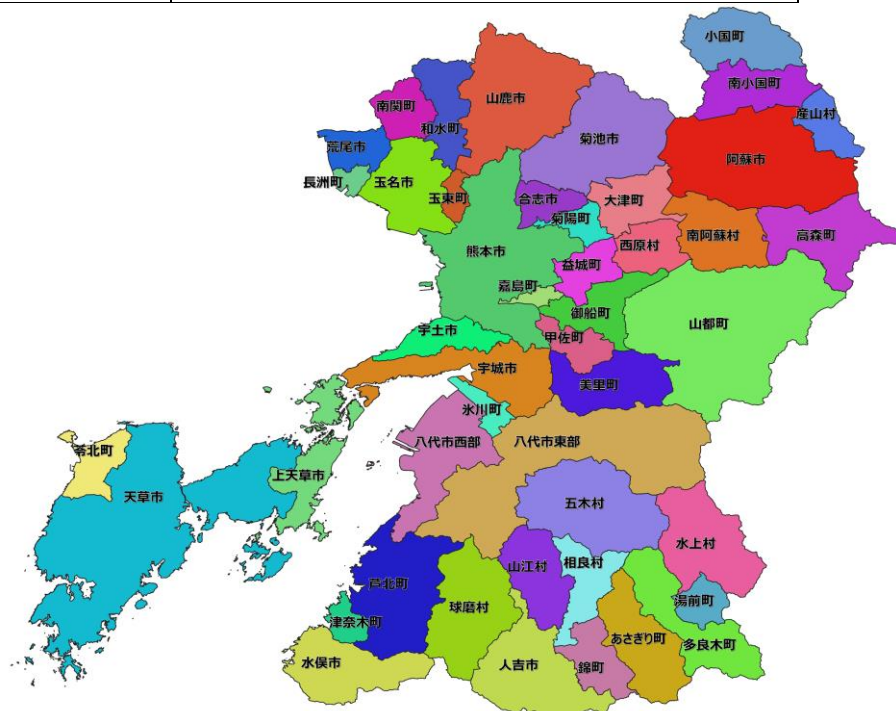 小国町
南小国町
産山村
山鹿市
南関町
和水町
菊池市
荒尾市
阿蘇市
長洲町
玉名市
玉東町
合志市
大津町
菊陽町
熊本市
西原村
南阿蘇村
高森町
益城町
嘉島町
御船町
山都町
宇土市
甲佐町
宇城市
美里町
氷川町
八代市西部
八代市東部
苓北町
天草市
上天草市
五木村
水上村
山江村
相良村
芦北町
湯前町
球磨村
津奈木町
あさぎり町
多良木町
水俣市
人吉市
錦町